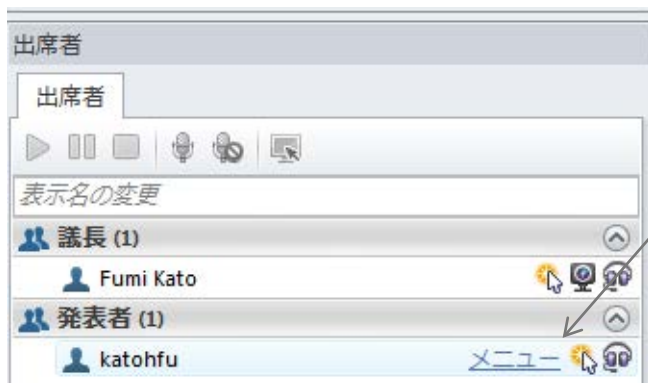 出席者
出席者
表示名の変更
議長 (1)
Fumi Kato
発表者 (1)
katohfu メニュー